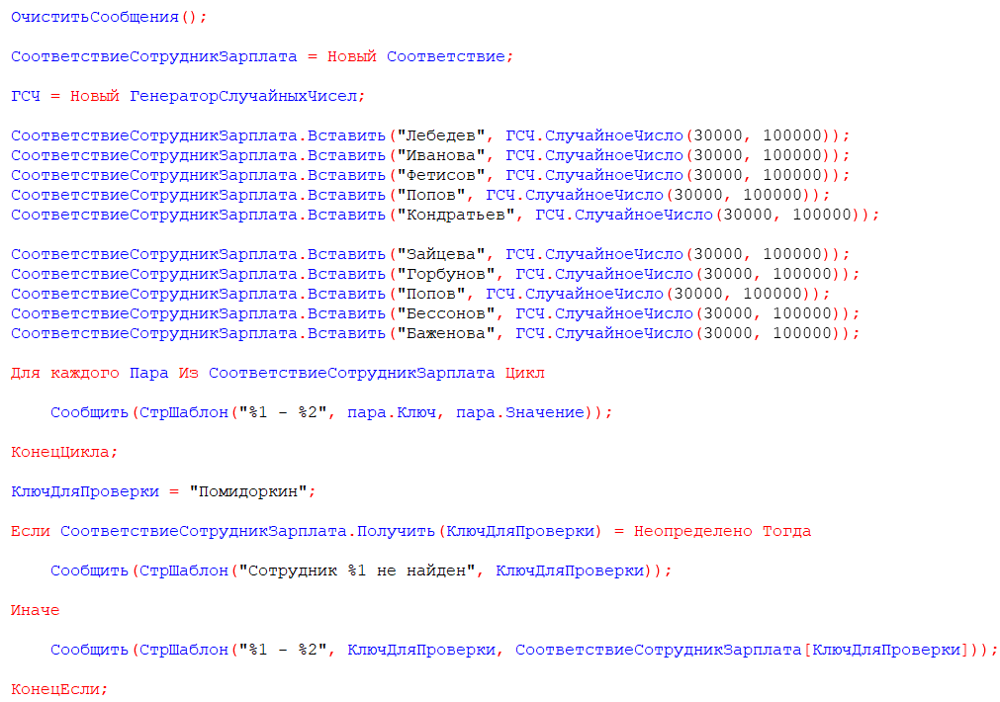 ОчиститьСообщения();
СоответствиеСотрудникЗарплата = Новый Соответствие;
ГСЧ = Новый ГенераторСлучайныхЧисел;
СоответствиеСотрудникЗарплата.Вставить("Лебедев", ГСЧ.СлучайноеЧисло(30000, 100000));
СоответствиеСотрудникЗарплата.Вставить("Иванова", ГСЧ.СлучайноеЧисло(30000, 100000));
СоответствиеСотрудникЗарплата.Вставить("Фетисов", ГСЧ.СлучайноеЧисло(30000, 100000));
СоответствиеСотрудникЗарплата.Вставить("Попов", ГСЧ.СлучайноеЧисло(30000, 100000));
СоответствиеСотрудникЗарплата.Вставить("Кондратьев", ГСЧ.СлучайноеЧисло(30000, 100000));
СоответствиеСотрудникЗарплата.Вставить("Зайцева", ГСЧ.СлучайноеЧисло(30000, 100000));
СоответствиеСотрудникЗарплата.Вставить("Горбунов", ГСЧ.СлучайноеЧисло(30000, 100000));
СоответствиеСотрудникЗарплата.Вставить("Попов", ГСЧ.СлучайноеЧисло(30000, 100000));
СоответствиеСотрудникЗарплата.Вставить("Бессонов", ГСЧ.СлучайноеЧисло(30000, 100000));
СоответствиеСотрудникЗарплата.Вставить("Баженова", ГСЧ.СлучайноеЧисло(30000, 100000));
Для каждого Пара Из СоответствиеСотрудникЗарплата Цикл
Сообщить(СтрШаблон("%1 - %2", пара.Ключ, пара.Значение));
КонецЦикла;
КлючДляПроверки = "Помидоркин";
Если СоответствиеСотрудникЗарплата.Получить(КлючДляПроверки) = Неопределено Тогда
Сообщить(СтрШаблон("Сотрудник %1 не найден", КлючДляПроверки));
Иначе
Сообщить(СтрШаблон("%1 - %2", КлючДляПроверки, СоответствиеСотрудникЗарплата[КлючДляПроверки]));
КонецЕсли;